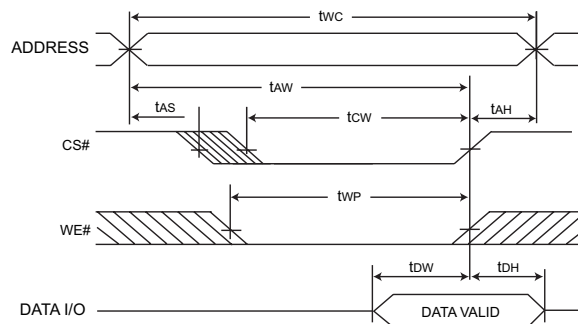 tWC
ADDRESS
tAW
tAS
tCW
tAH
CS#
tWP
WE#
tDW
tDH
DATA I/O
DATA VALID